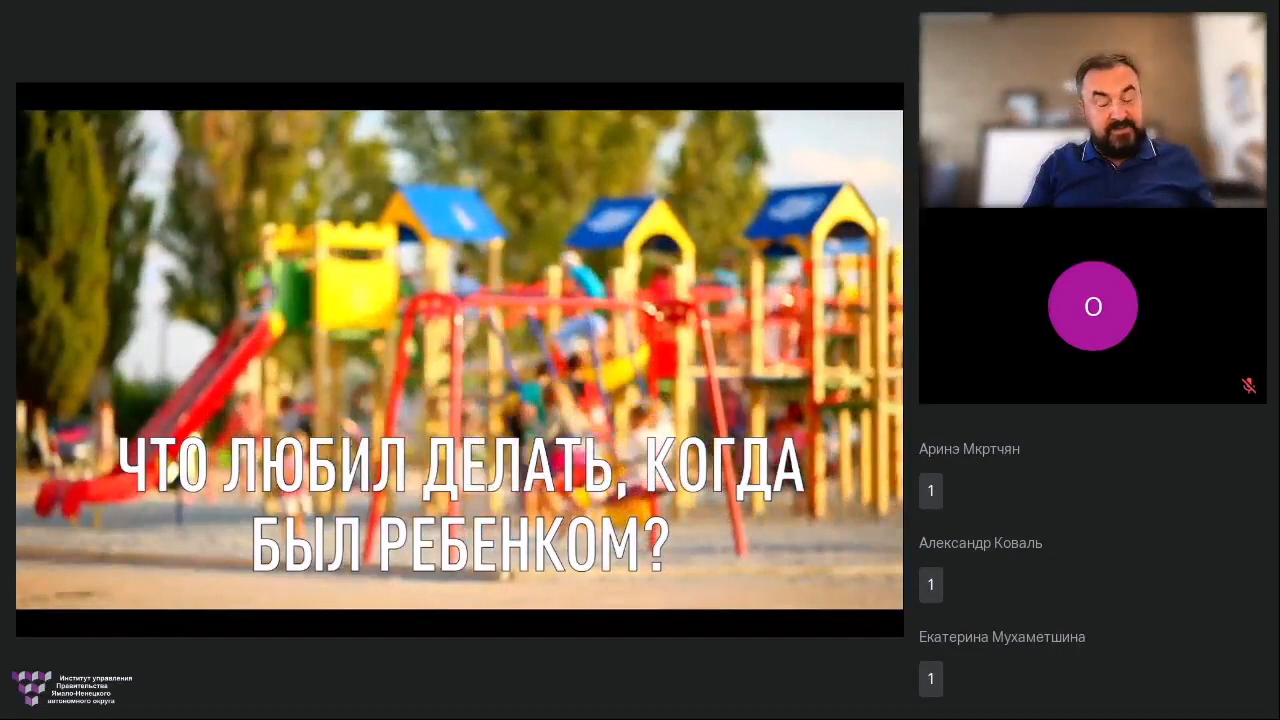 ЧТО ЛЮБИЛ ДЕЛАТЬ, КОГДА
БЫЛ РЕБЕНКОМ?
О
Аринэ Мкртчян
1
Александр Коваль
1
Екатерина Мухаметшина
1
Институт управления
Правительства
Ямало-Ненецкого
автономного округа